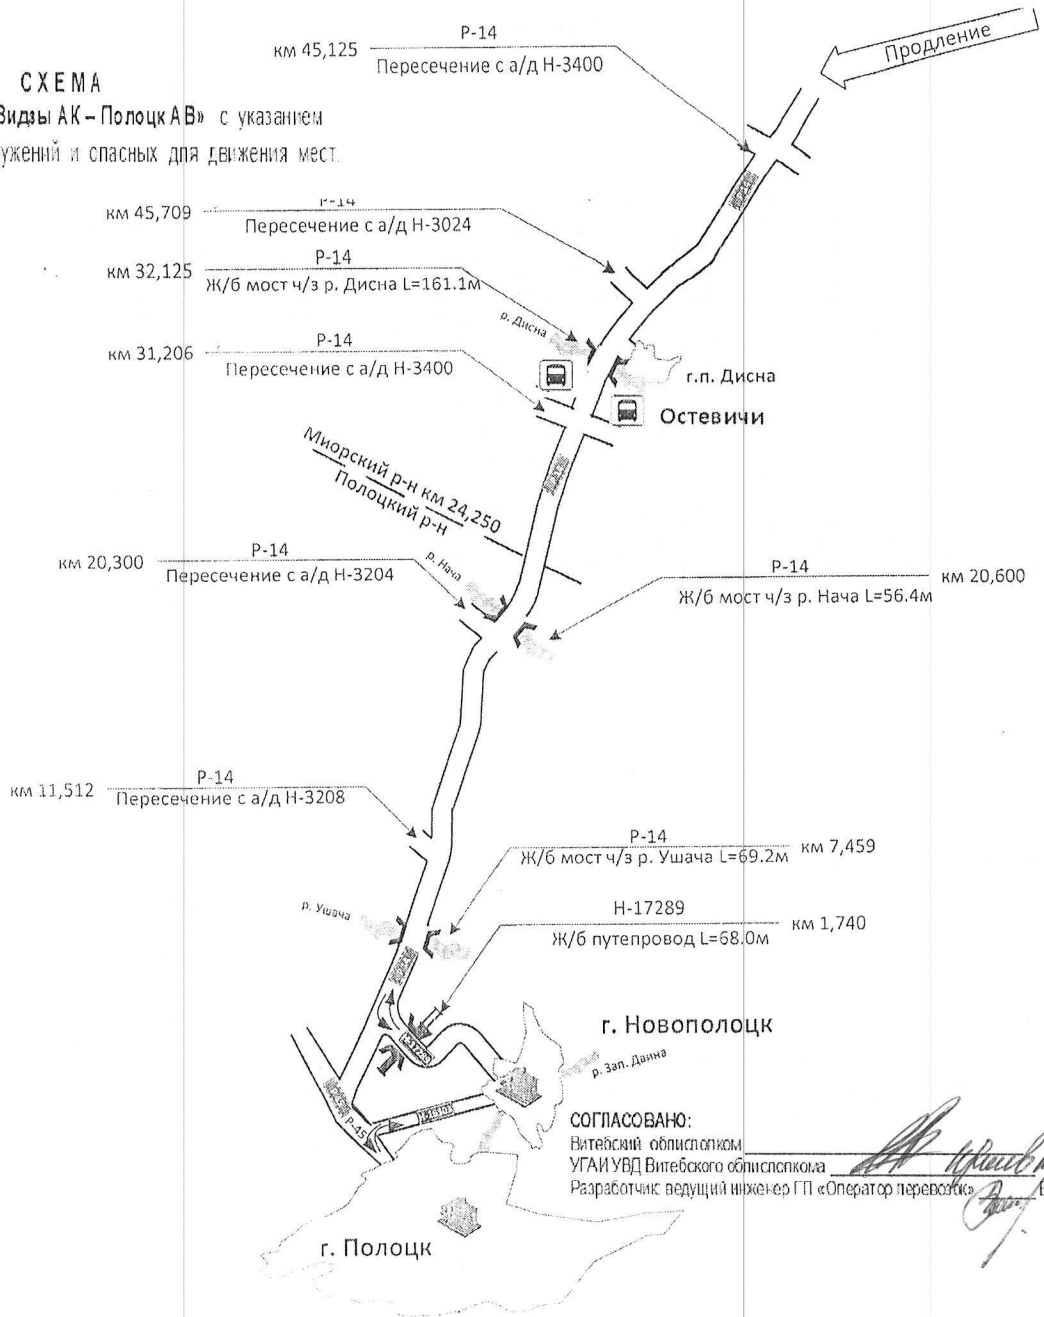 СХЕМА
Видзы АК – Полоцк АВ» с указанием
ужений и опасных для движения мест.
Продление
км 45,125
Р-14
Пересечение с а/д Н-3400
км 45,709
Р-14
Пересечение с а/д Н-3024
км 32,125
Р-14
Ж/б мост ч/з р. Дисна L=161.1м
р. Дисна
км 31,206
Р-14
Пересечение с а/д Н-3400
г.п. Дисна
Остевичи
Миорский р-н км 24,250
Полоцкий р-н
км 20,300
Р-14
Пересечение с а/д Н-3204
р. Нача
Р-14
Ж/б мост ч/з р. Нача L=56.4м
км 20,600
км 11,512
Р-14
Пересечение с а/д Н-3208
Р-14
Ж/б мост ч/з р. Ушача L=69.2м
км 7,459
р. Ушача
Н-17289
Ж/б путепровод L=68.0м
км 1,740
г. Новополоцк
р. Зап. Двина
Р-45
г. Полоцк
СОГЛАСОВАНО:
Витебский облисполком
УГАИ УВД Витебского облисполкома
Разработчик: ведущий инженер ГП «Оператор перевозок»